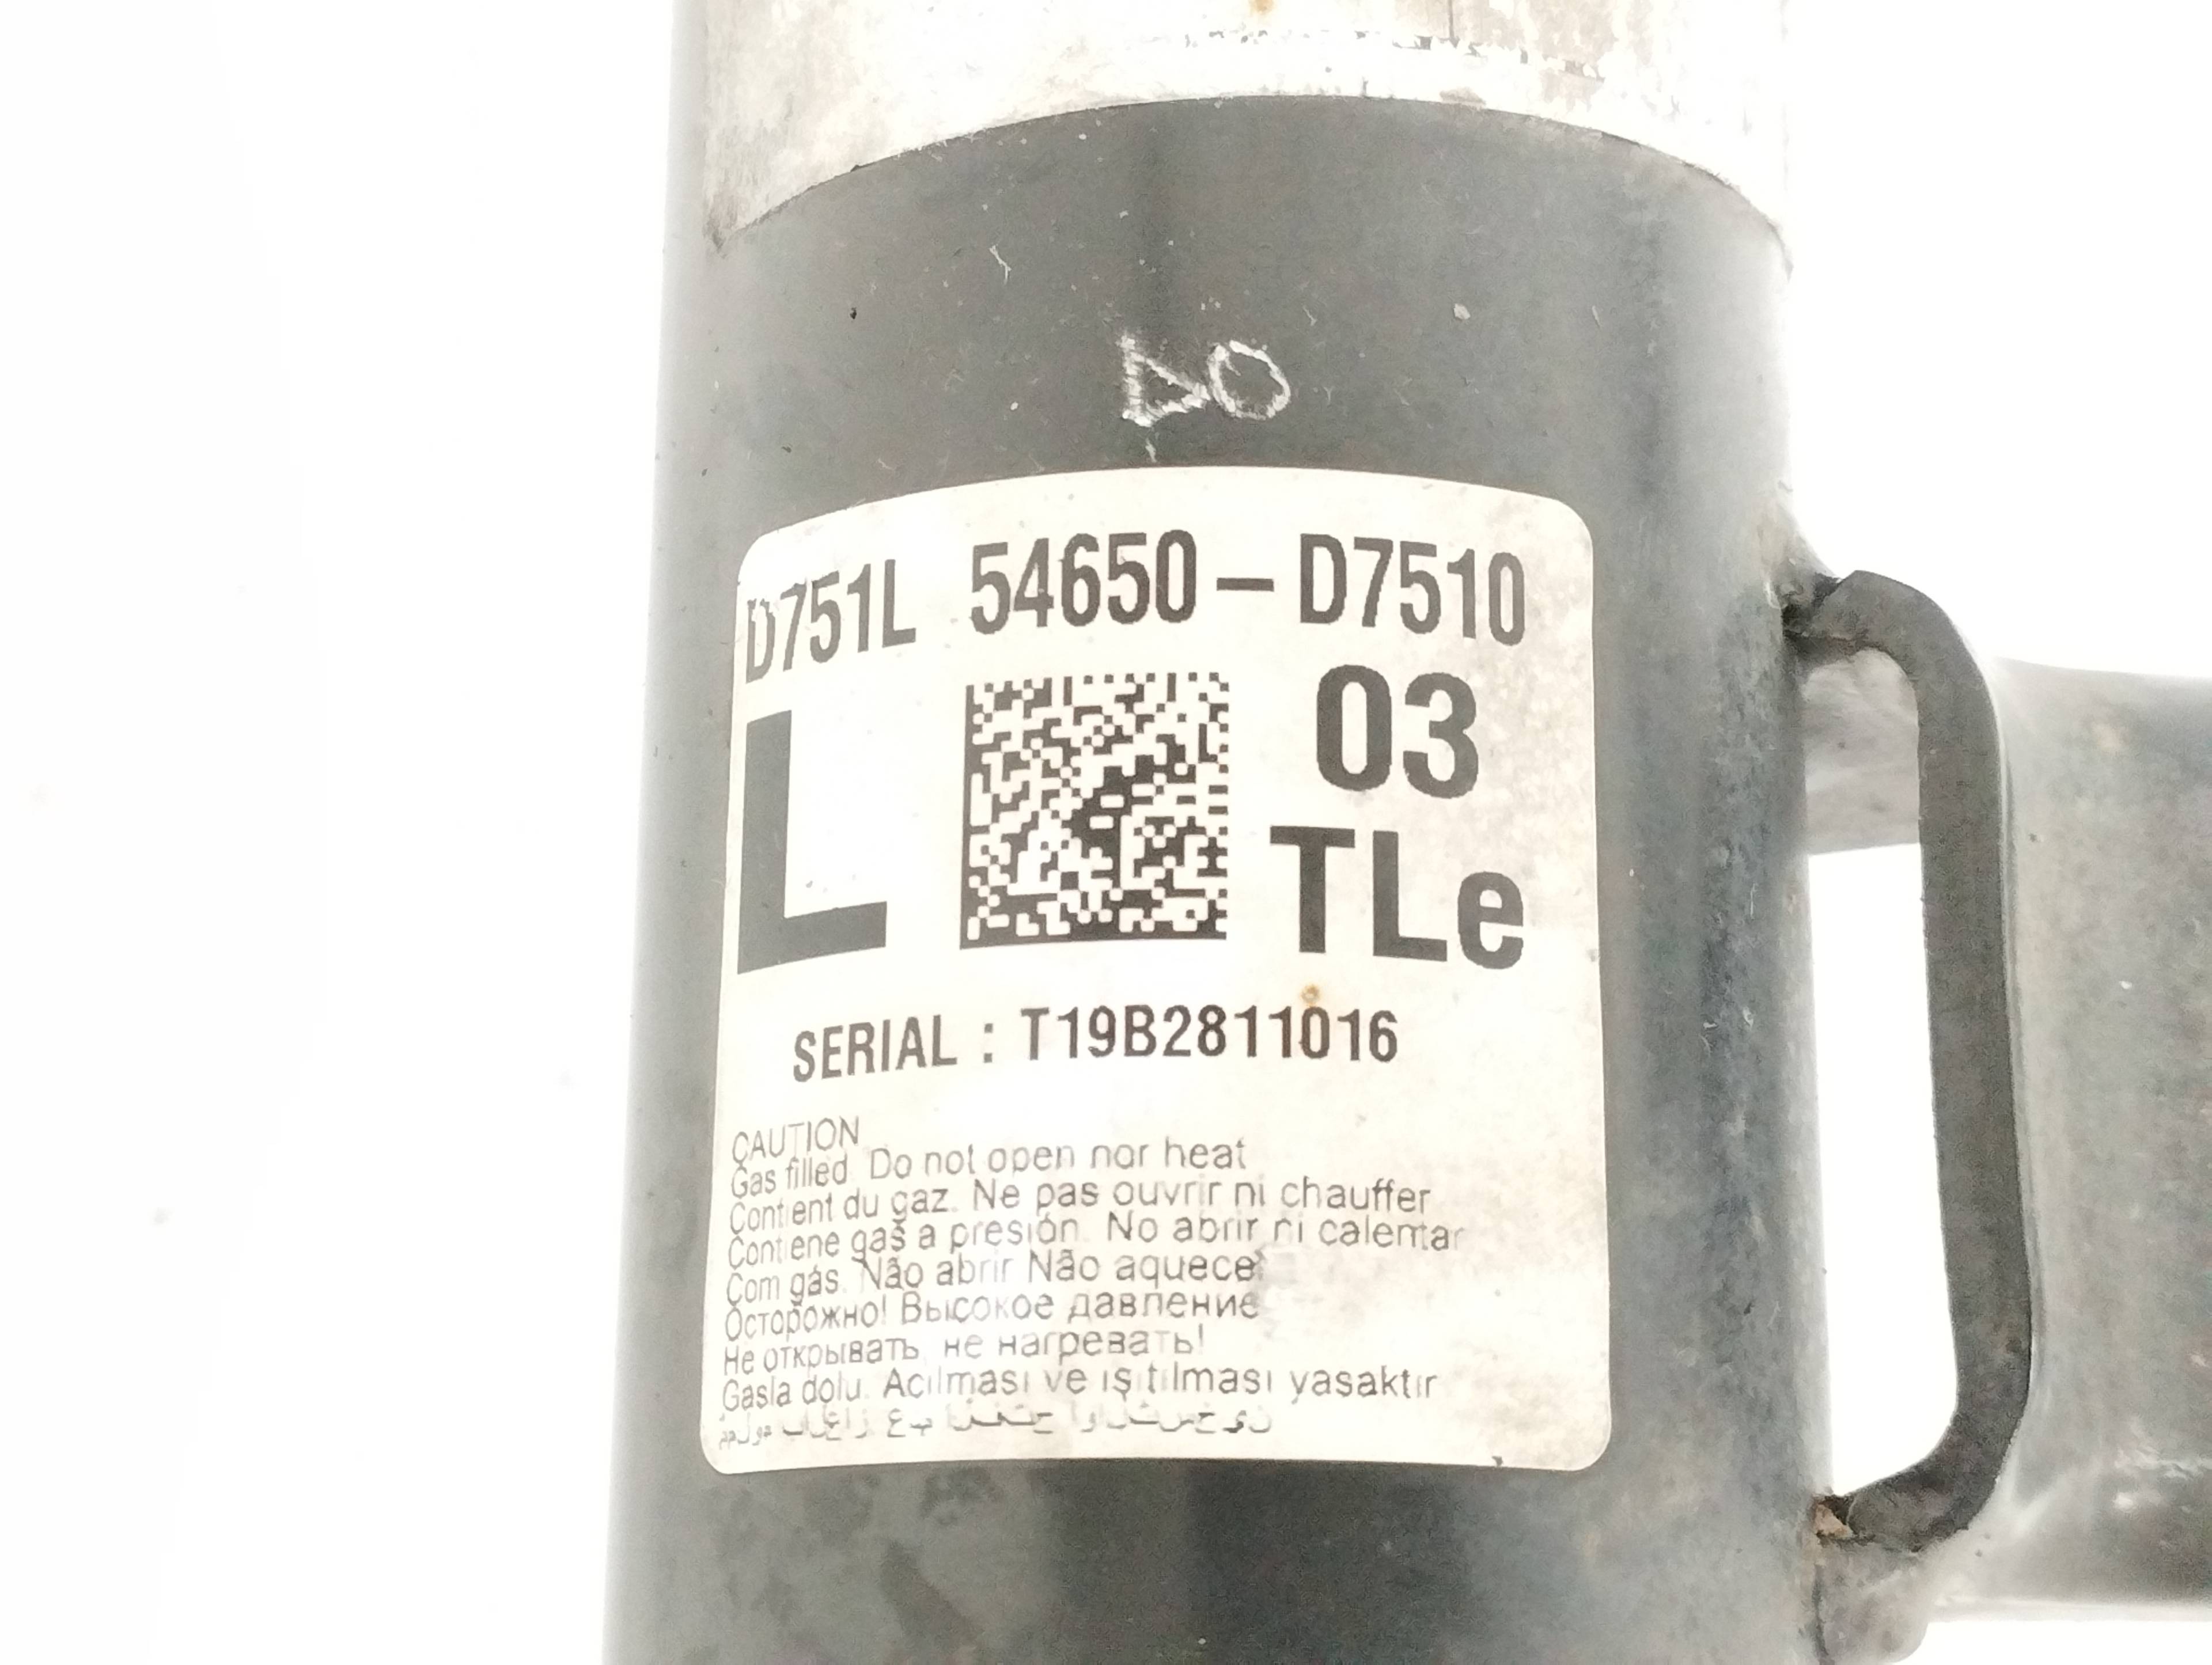 DO
D751L 54650-D7510
L 03
TLe
SERIAL : T19B2811016
CAUTION
Gas filled. Do not open nor heat
Contient du gaz. Ne pas ouvrir ni chauffer
Contiene gas a presión. No abrir ni calentar
Com gás. Não abrir Não aquecer
Осторожно! Высокое давление
Не открывать, не нагревать!
Gasla dolu. Açılması ve ısıtılması yasaktır